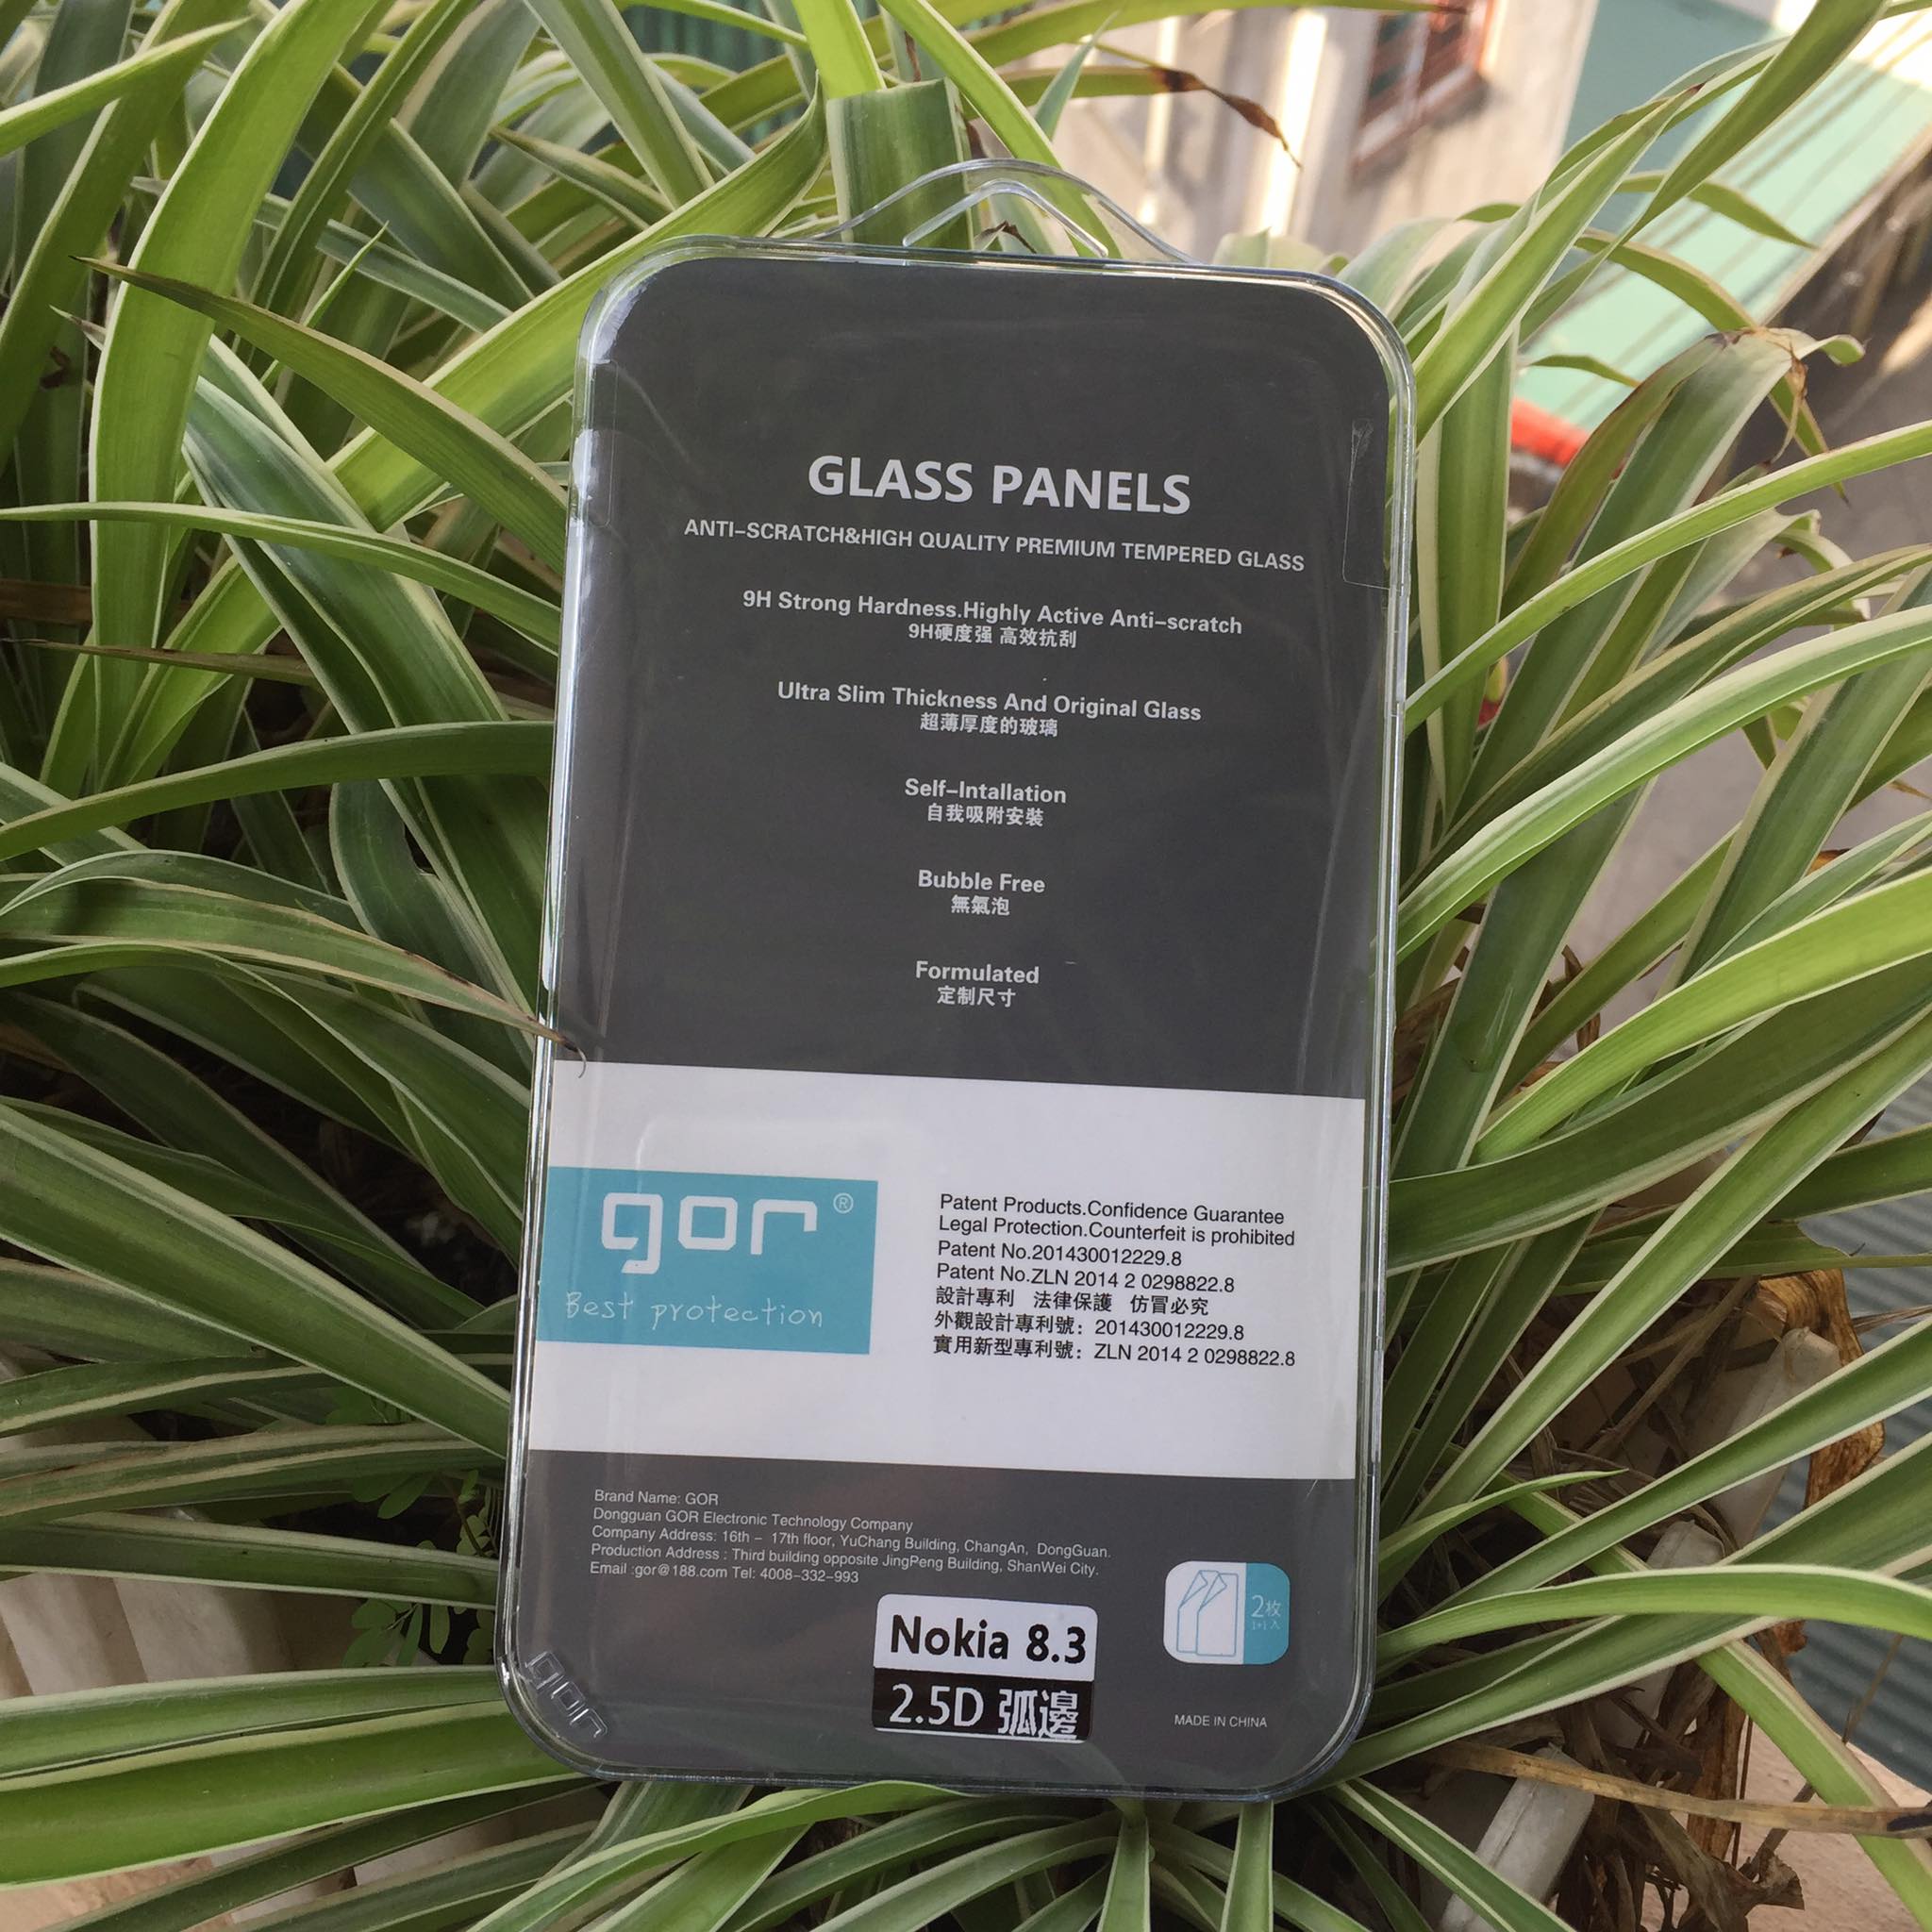 GLASS PANELS
ANTI-SCRATCH&HIGH QUALITY PREMIUM TEMPERED GLASS
9H Strong Hardness.Highly Active Anti-scratch
9H硬度强 高效抗刮
Ultra Slim Thickness And Original Glass
超薄厚度的玻璃
Self-Intallation
自我吸附安裝
Bubble Free
無氣泡
Formulated
定制尺寸
gor®
Best protection
Patent Products.Confidence Guarantee
Legal Protection.Counterfeit is prohibited
Patent No.201430012229.8
Patent No.ZLN 2014 2 0298822.8
設計專利 法律保護 仿冒必究
外觀設計專利號：201430012229.8
實用新型專利號：ZLN 2014 2 0298822.8
Brand Name: GOR
Dongguan GOR Electronic Technology Company
Company Address: 16th - 17th floor, YuChang Building, ChangAn, DongGuan.
Production Address : Third building opposite JingPeng Building, ShanWei City.
Email :gor@188.com Tel: 4008-332-993
Nokia 8.3
2.5D 弧邊
2枚
1+1入
MADE IN CHINA
gor